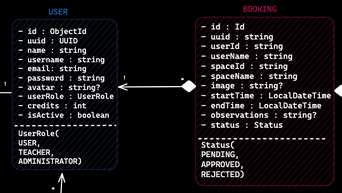 USER
- id : ObjectId
- uuid : UUID
- name : string
- username : string
- email : string
- password : string
- avatar : string?
- userRole : UserRole
- credits : int
- isActive : boolean
UserRole(
USER,
TEACHER,
ADMINISTRATOR)
1
1
*
*
BOOKING
- id : Id
- uuid : string
- userId : string
- userName : string
- spaceId : string
- spaceName : string
- image : string?
- startTime : LocalDateTime
- endTime : LocalDateTime
- observations : string?
- status : Status
Status(
PENDING,
APPROVED,
REJECTED)